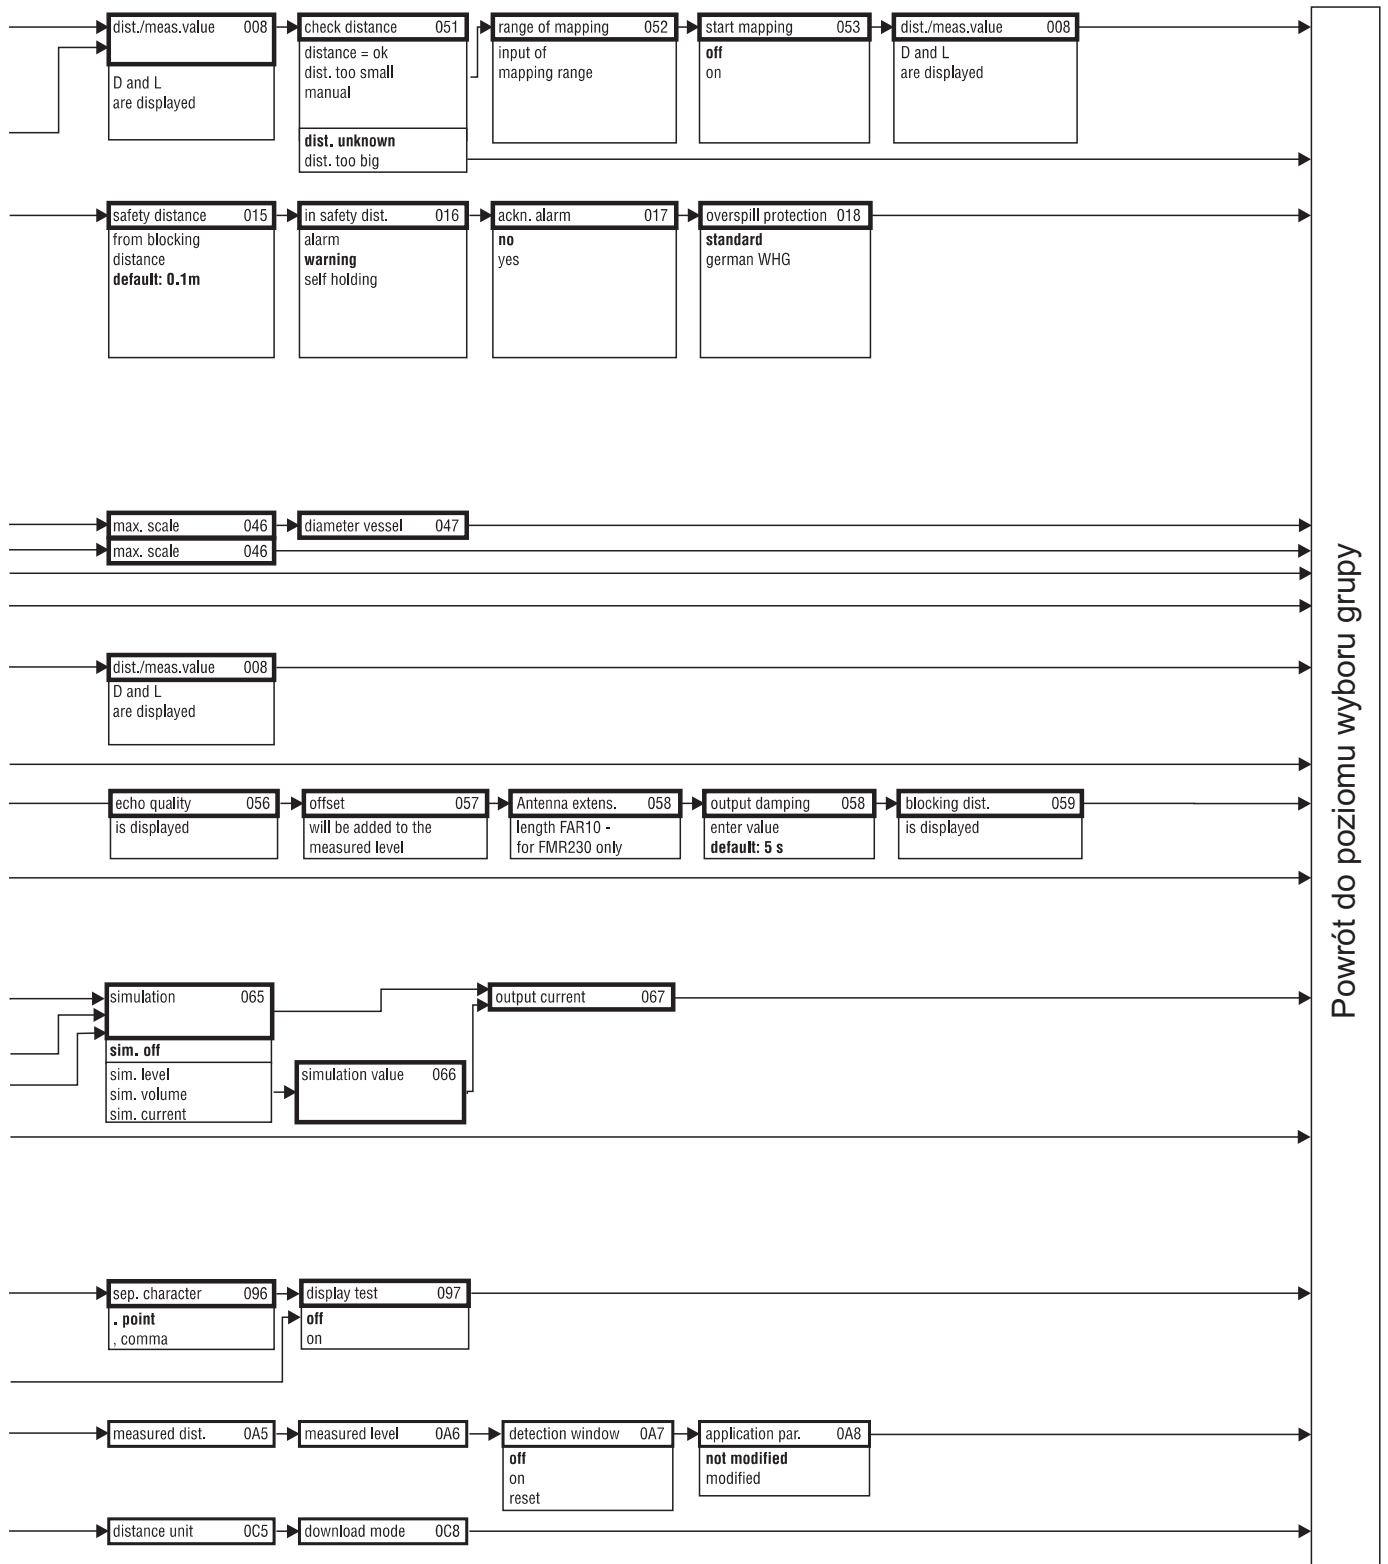 dist./meas.value 008
D and L
are displayed
check distance 051
distance = ok
dist. too small
manual
dist. unknown
dist. too big
range of mapping 052
input of
mapping range
start mapping 053
off
on
dist./meas.value 008
D and L
are displayed
safety distance 015
from blocking
distance
default: 0.1m
in safety dist. 016
alarm
warning
self holding
ackn. alarm 017
no
yes
overspill protection 018
standard
german WHG
max. scale 046
diameter vessel 047
max. scale 046
dist./meas.value 008
D and L
are displayed
echo quality 056
is displayed
offset 057
will be added to the
measured level
Antenna extens. 058
length FAR10 -
for FMR230 only
output damping 058
enter value
default: 5 s
blocking dist. 059
is displayed
simulation 065
sim. off
sim. level
sim. volume
sim. current
simulation value 066
output current 067
sep. character 096
. point
, comma
display test 097
off
on
measured dist. 0A5
measured level 0A6
detection window 0A7
off
on
reset
application par. 0A8
not modified
modified
distance unit 0C5
download mode 0C8
Powrót do poziomu wyboru grupy